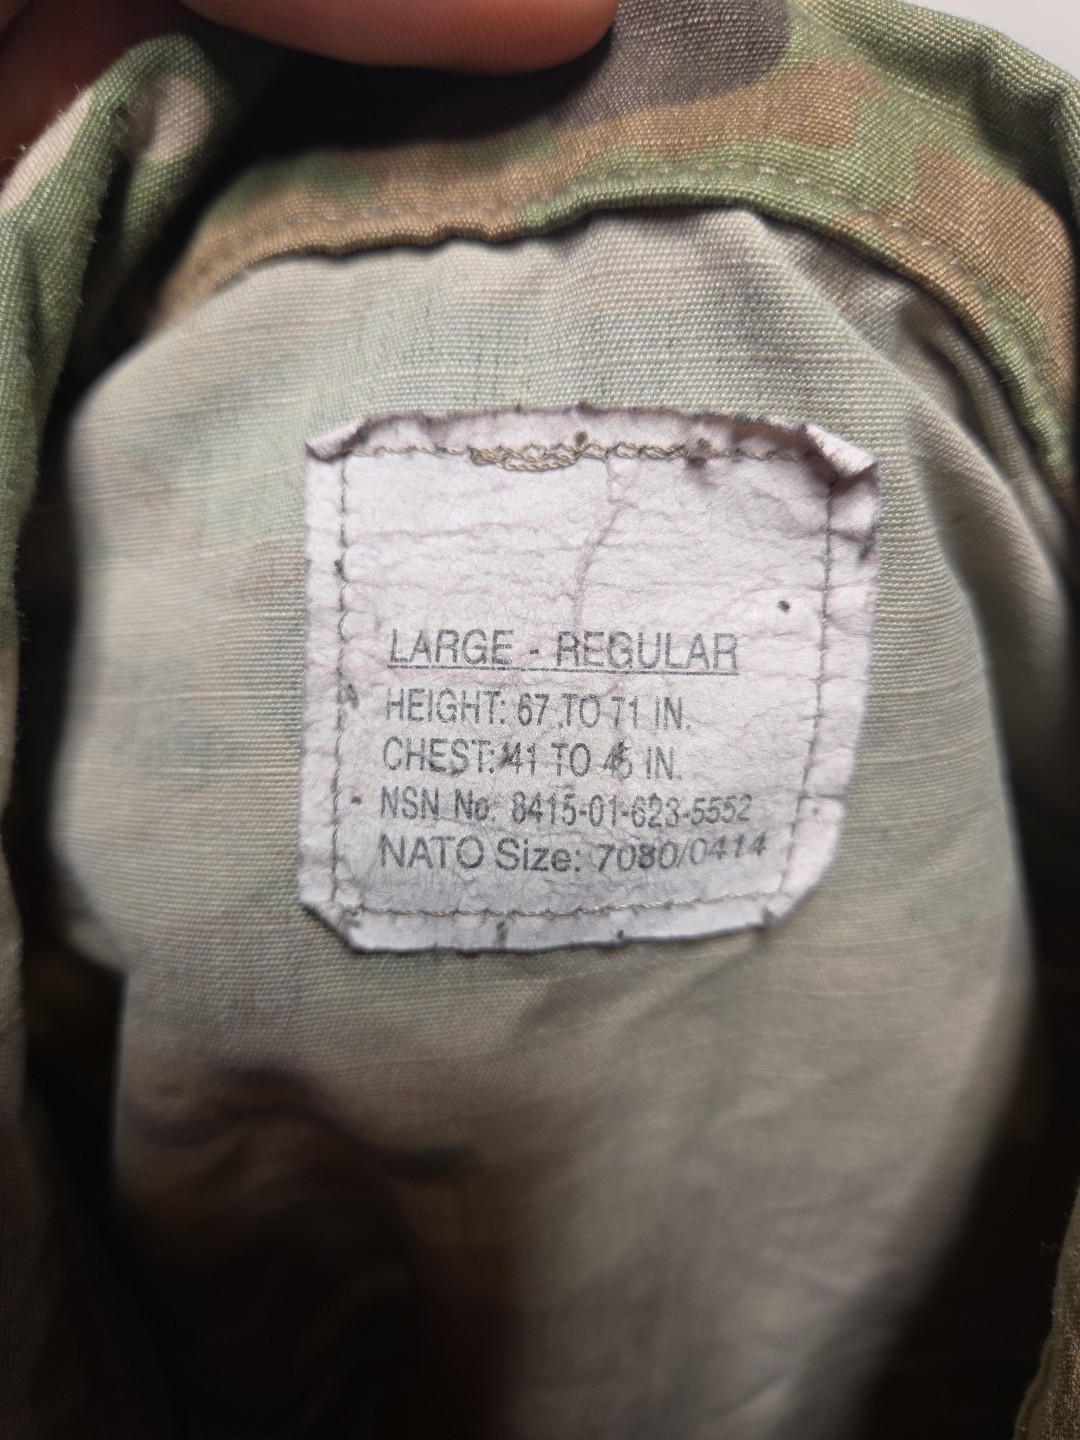 LARGE - REGULAR
HEIGHT: 67 TO 71 IN.
CHEST: 41 TO 45 IN.
NSN No. 8415-01-623-5552
NATO Size: 7080/0414